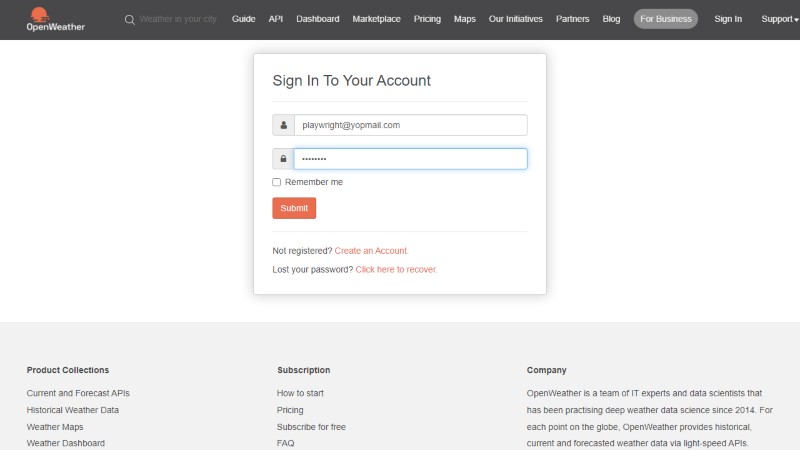 OpenWeather
Weather in your city
Guide
API
Dashboard
Marketplace
Pricing
Maps
Our Initiatives
Partners
Blog
For Business
Sign In
Support
Sign In To Your Account
playwright@yopmail.com
••••••••
Remember me
Submit
Not registered? Create an Account.
Lost your password? Click here to recover.
Product Collections
Current and Forecast APIs
Historical Weather Data
Weather Maps
Weather Dashboard
Subscription
How to start
Pricing
Subscribe for free
FAQ
Company
OpenWeather is a team of IT experts and data scientists that
has been practising deep weather data science since 2014. For
each point on the globe, OpenWeather provides historical,
current and forecasted weather data via light-speed APIs.